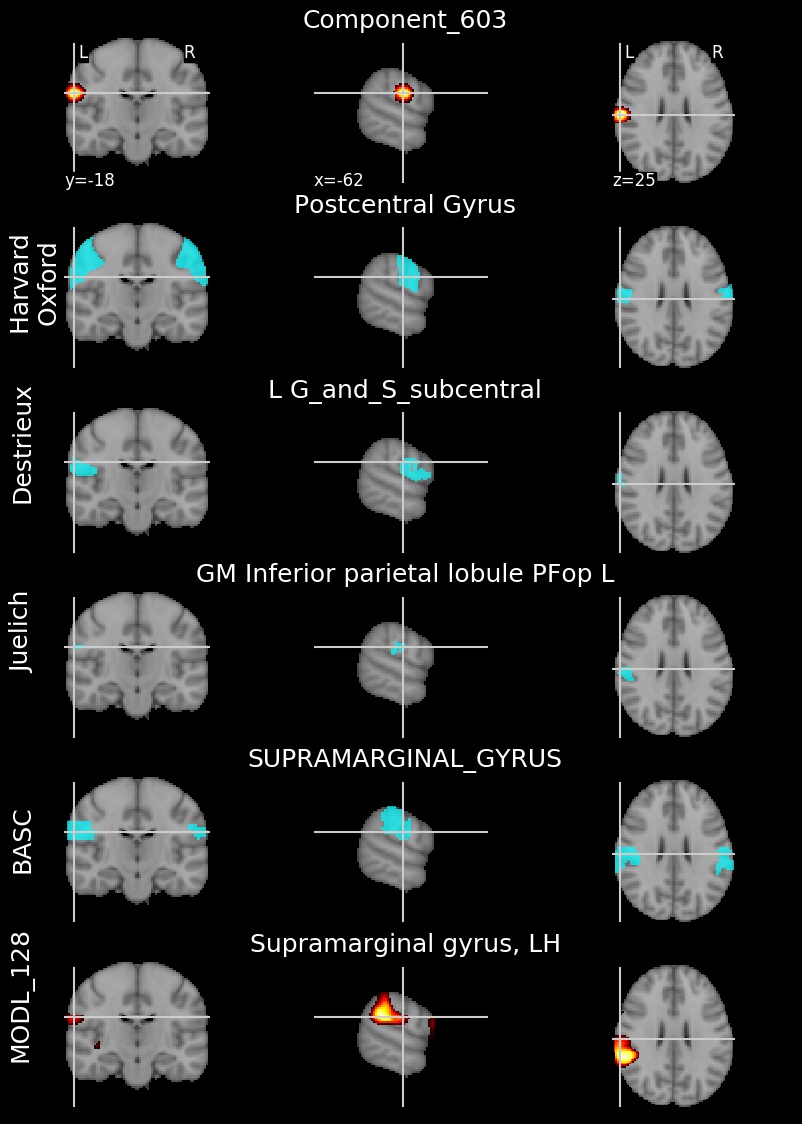 Component_603
L R
L R
y=-18
x=-62
z=25
Postcentral Gyrus
Harvard
Oxford
L G_and_S_subcentral
Destrieux
GM Inferior parietal lobule PFop L
Juelich
SUPRAMARGINAL_GYRUS
BASC
Supramarginal gyrus, LH
MODL_128